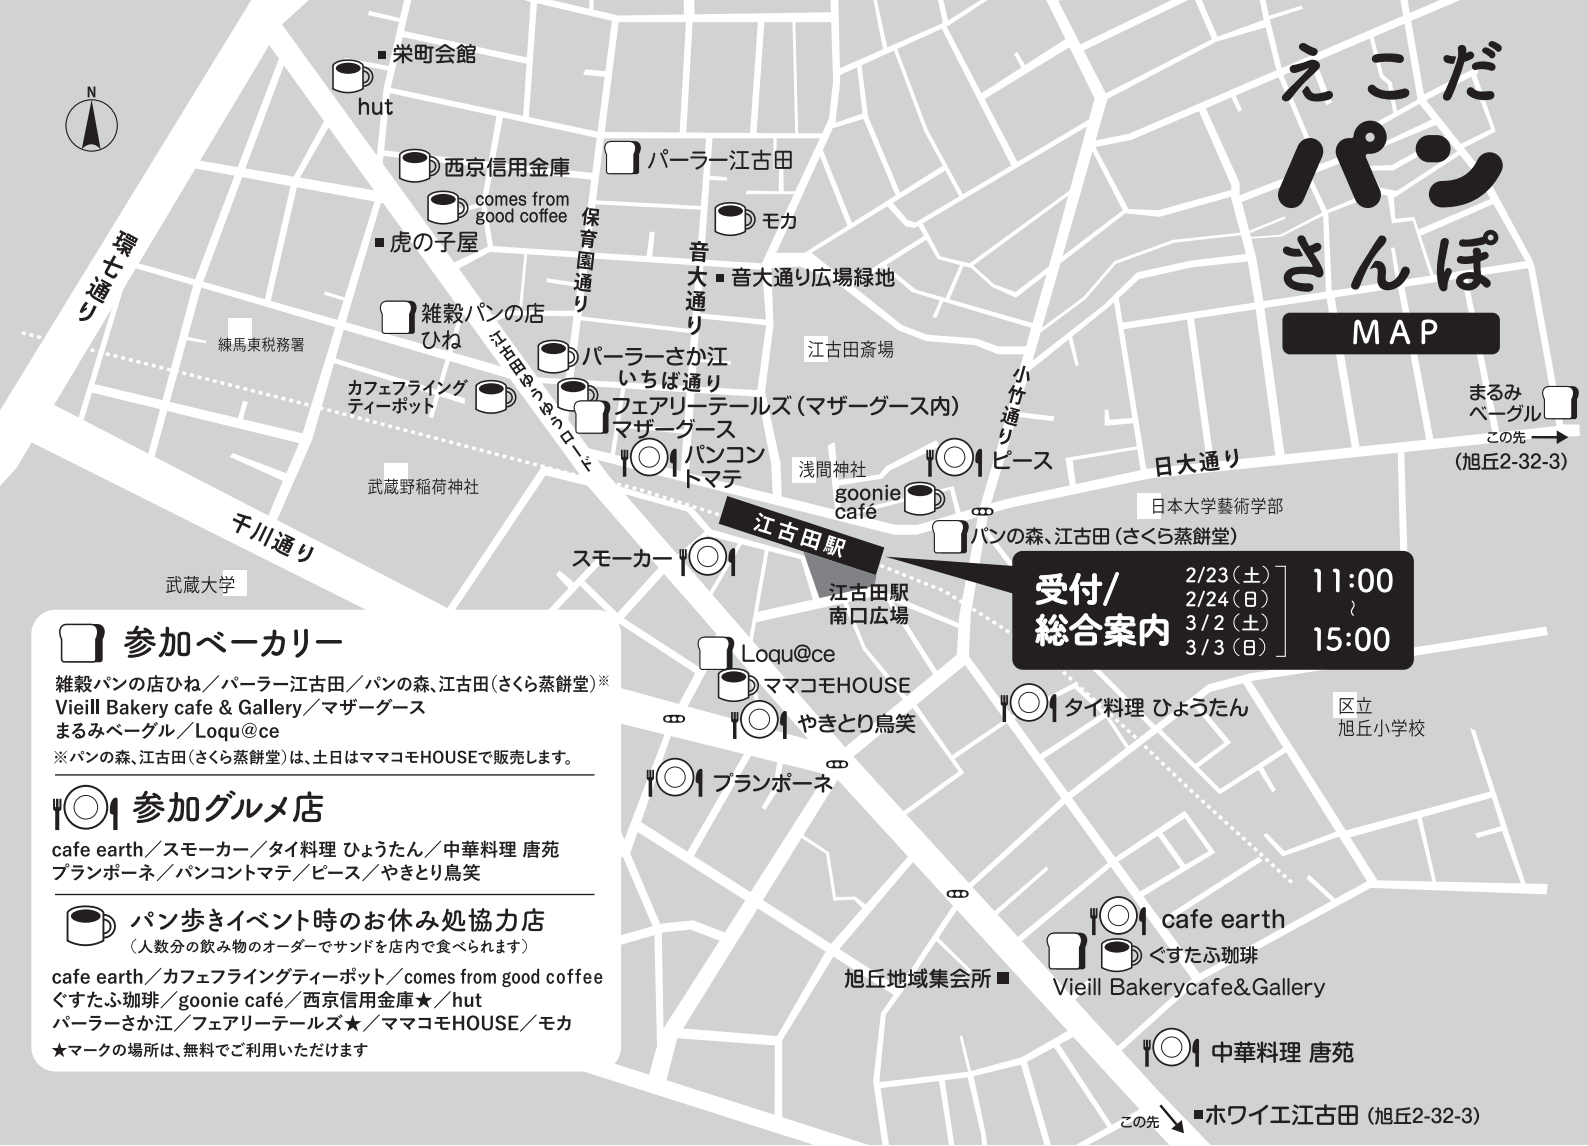 えこだ
パン
さんぽ
MAP
N
栄町会館
hut
西京信用金庫
comes from
good coffee
虎の子屋
パーラー江古田
モカ
保育園通り
音大通り
音大通り広場緑地
環七通り
練馬東税務署
雑穀パンの店
ひね
江古田ゆうゆうロード
パーラーさか江
いちば通り
カフェフライング
ティーポット
フェアリーテールズ（マザーグース内）
マザーグース
パンコン
トマテ
江古田斎場
小竹通り
浅間神社
ピース
goonie
café
日大通り
日本大学藝術学部
まるみ
ベーグル
この先
（旭丘2-32-3）
武蔵野稲荷神社
千川通り
武蔵大学
スモーカー
江古田駅
パンの森、江古田（さくら蒸餅堂）
江古田駅
南口広場
受付/
総合案内
2/23（土）
2/24（日）
3/2（土）
3/3（日）
11:00
〜
15:00
Loqu@ce
ママコモHOUSE
やきとり鳥笑
プランポーネ
タイ料理 ひょうたん
区立
旭丘小学校
参加ベーカリー
雑穀パンの店ひね／パーラー江古田／パンの森、江古田（さくら蒸餅堂）※
Vieill Bakery cafe & Gallery／マザーグース
まるみベーグル／Loqu@ce
※パンの森、江古田（さくら蒸餅堂）は、土日はママコモHOUSEで販売します。
参加グルメ店
cafe earth／スモーカー／タイ料理 ひょうたん／中華料理 唐苑
プランポーネ／パンコントマテ／ピース／やきとり鳥笑
パン歩きイベント時のお休み処協力店
（人数分の飲み物のオーダーでサンドを店内で食べられます）
cafe earth／カフェフライングティーポット／comes from good coffee
ぐすたふ珈琲／goonie café／西京信用金庫★／hut
パーラーさか江／フェアリーテールズ★／ママコモHOUSE／モカ
★マークの場所は、無料でご利用いただけます
cafe earth
ぐすたふ珈琲
Vieill Bakerycafe&Gallery
旭丘地域集会所
中華料理 唐苑
この先
ホワイエ江古田（旭丘2-32-3）